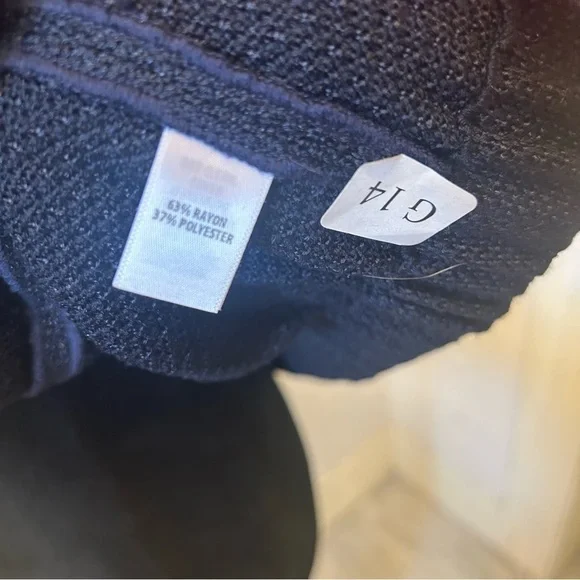 63% RAYON
37% POLYESTER
G14